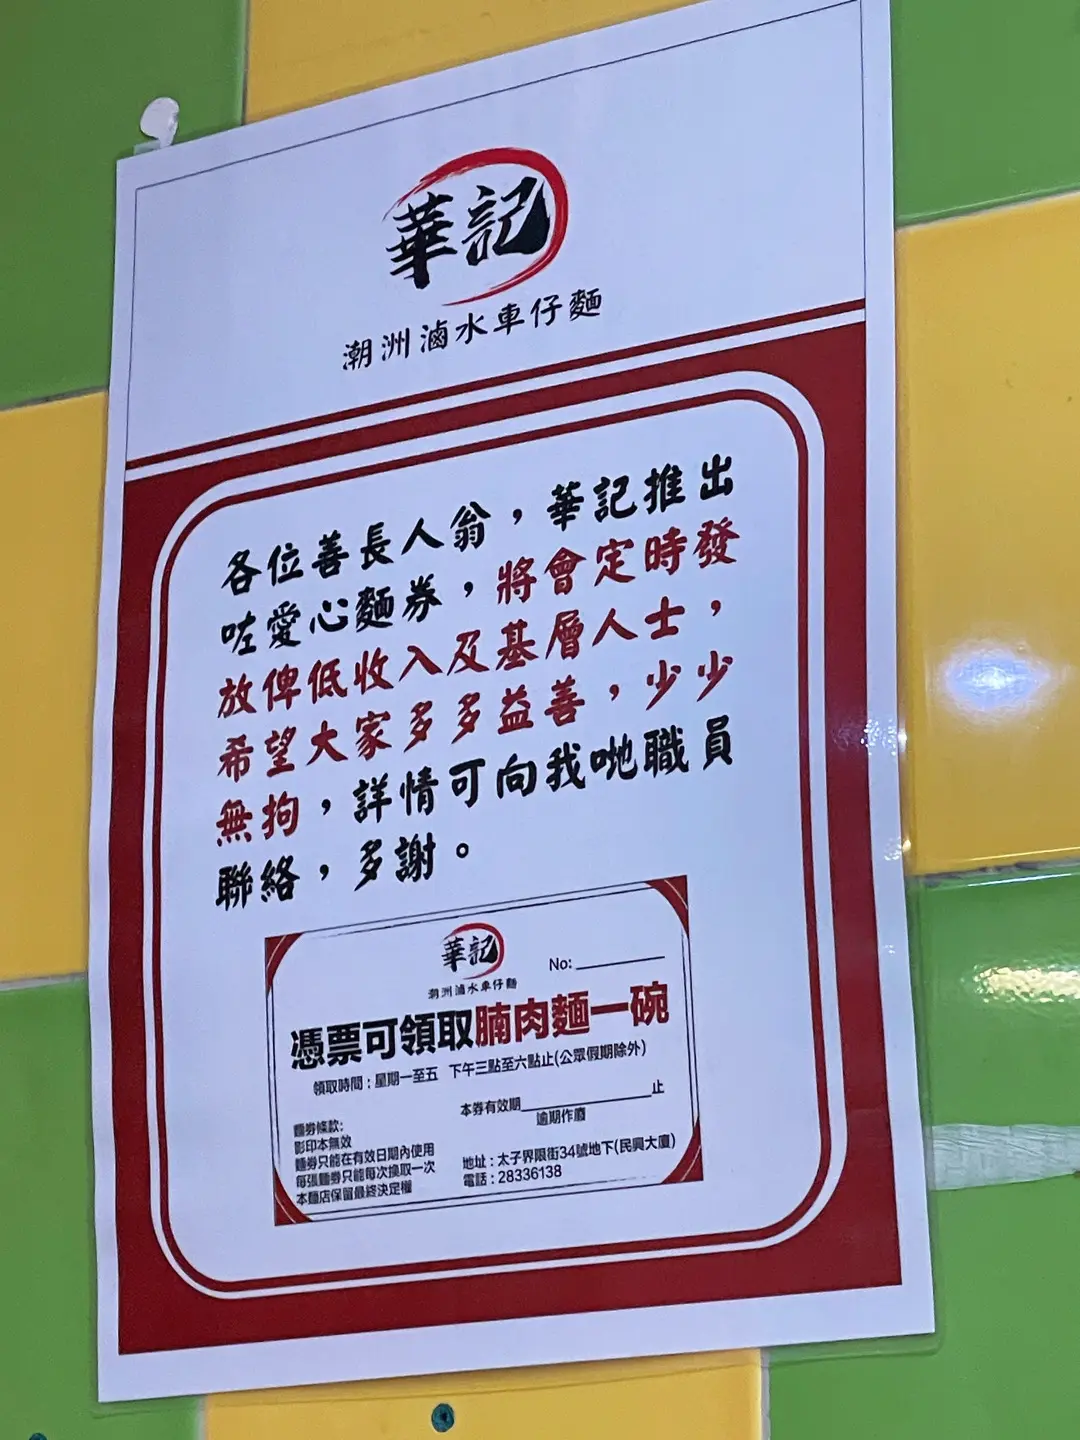 華記
潮洲滷水車仔麵
各位善長人翁，華記推出
咗愛心麵券，將會定時發
放俾低收入及基層人士，
希望大家多多益善，少少
無拘，詳情可向我哋職員
聯絡，多謝。
華記
潮洲滷水車仔麵
No:
憑票可領取腩肉麵一碗
領取時間：星期一至五 下午三點至六點止(公眾假期除外)
本券有效期 止
逾期作廢
麵券條款:
影印本無效
麵券只能在有效日期內使用
每張麵券只能每次換取一次
本麵店保留最終決定權
地址：太子界限街34號地下(民興大廈)
電話：28336138